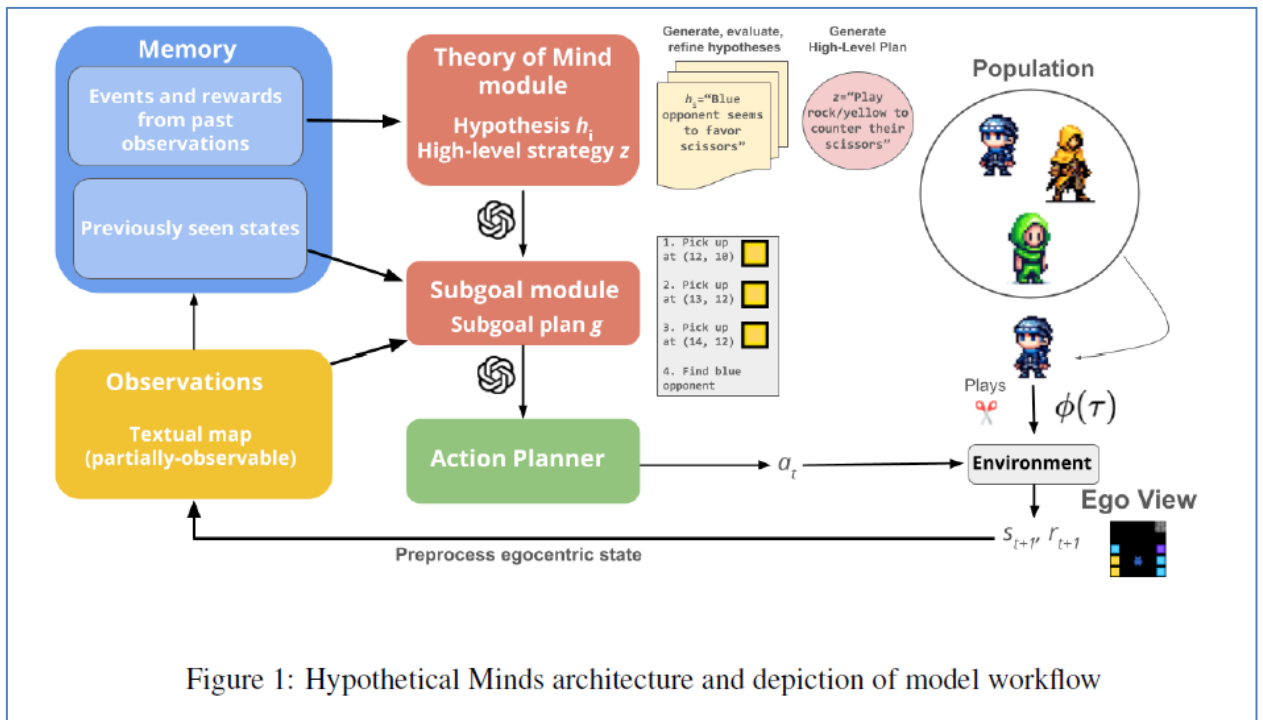 Memory
Events and rewards
from past
observations
Previously seen states
Observations
Textual map
(partially-observable)
Theory of Mind
module
Hypothesis hᵢ
High-level strategy z
Subgoal module
Subgoal plan g
Action Planner
Generate, evaluate,
refine hypotheses
hᵢ="Blue
opponent seems
to favor
scissors"
Generate
High-Level Plan
z="Play
rock/yellow to
counter their
scissors"
1. Pick up
at (12, 10)
2. Pick up
at (13, 12)
3. Pick up
at (14, 12)
4. Find blue
opponent
Population
Plays
ϕ(τ)
aₜ
Environment
Ego View
sₜ₊₁, rₜ₊₁
Preprocess egocentric state
Figure 1: Hypothetical Minds architecture and depiction of model workflow